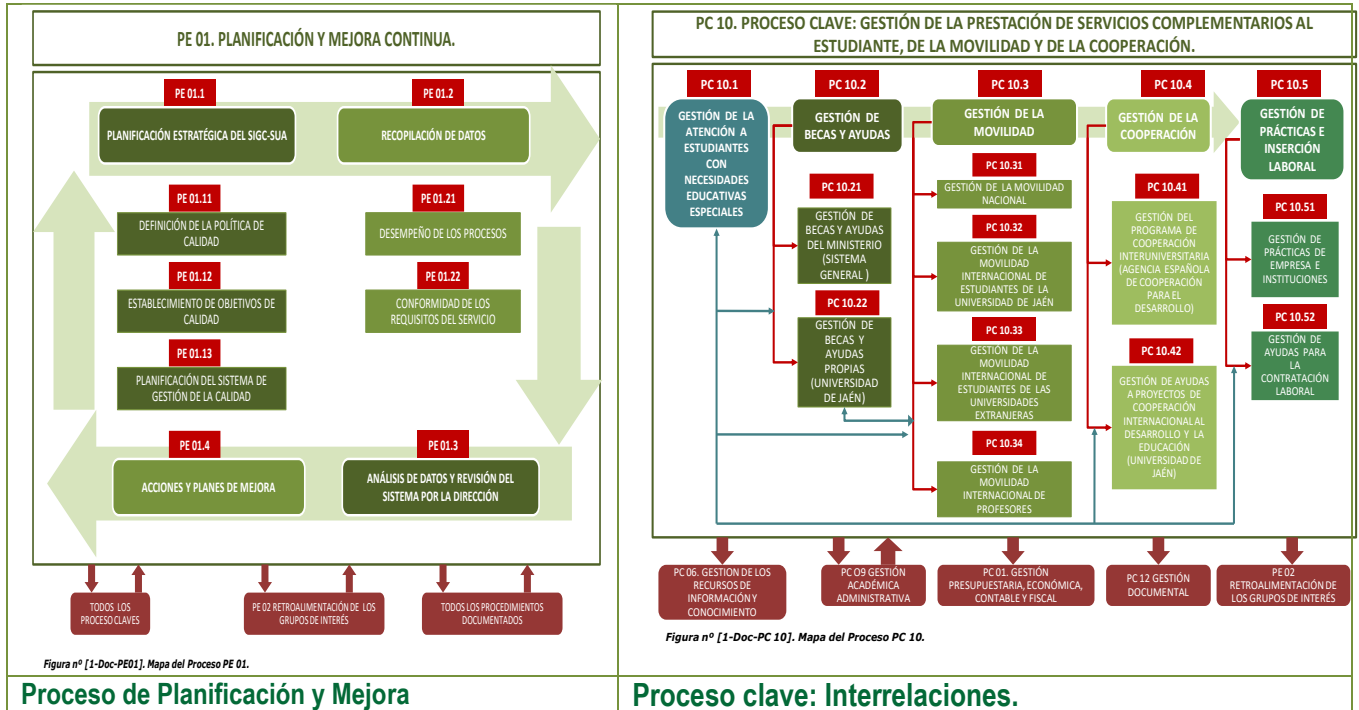 PE 01. PLANIFICACIÓN Y MEJORA CONTINUA.
PE 01.1
PLANIFICACIÓN ESTRATÉGICA DEL SIGC-SUA
PE 01.2
RECOPILACIÓN DE DATOS
PE 01.11
DEFINICIÓN DE LA POLÍTICA DE
CALIDAD
PE 01.12
ESTABLECIMIENTO DE OBJETIVOS DE
CALIDAD
PE 01.13
PLANIFICACIÓN DEL SISTEMA DE
GESTIÓN DE LA CALIDAD
PE 01.21
DESEMPEÑO DE LOS PROCESOS
PE 01.22
CONFORMIDAD DE LOS
REQUISITOS DEL SERVICIO
PE 01.4
ACCIONES Y PLANES DE MEJORA
PE 01.3
ANÁLISIS DE DATOS Y REVISIÓN DEL
SISTEMA POR LA DIRECCIÓN
TODOS LOS
PROCESO CLAVES
PE 02 RETROALIMENTACIÓN DE LOS
GRUPOS DE INTERÉS
TODOS LOS PROCEDIMIENTOS
DOCUMENTADOS
Figura nº [1-Doc-PE01]. Mapa del Proceso PE 01.
Proceso de Planificación y Mejora
PC 10. PROCESO CLAVE: GESTIÓN DE LA PRESTACIÓN DE SERVICIOS COMPLEMENTARIOS AL
ESTUDIANTE, DE LA MOVILIDAD Y DE LA COOPERACIÓN.
PC 10.1
GESTIÓN DE LA
ATENCIÓN A
ESTUDIANTES
CON
NECESIDADES
EDUCATIVAS
ESPECIALES
PC 10.2
GESTIÓN DE
BECAS Y AYUDAS
PC 10.21
GESTIÓN DE
BECAS Y AYUDAS
DEL MINISTERIO
(SISTEMA
GENERAL )
PC 10.22
GESTIÓN DE
BECAS Y
AYUDAS
PROPIAS
(UNIVERSIDAD
DE JAÉN)
PC 10.3
GESTIÓN DE LA
MOVILIDAD
PC 10.31
GESTIÓN DE LA MOVILIDAD
NACIONAL
PC 10.32
GESTIÓN DE LA
MOVILIDAD
INTERNACIONAL DE
ESTUDIANTES DE LA
UNIVERSIDAD DE JAÉN
PC 10.33
GESTIÓN DE LA
MOVILIDAD
INTERNACIONAL DE
ESTUDIANTES DE LAS
UNIVERSIDADES
EXTRANJERAS
PC 10.34
GESTIÓN DE LA
MOVILIDAD
INTERNACIONAL DE
PROFESORES
PC 10.4
GESTIÓN DE LA
COOPERACIÓN
PC 10.41
GESTIÓN DEL
PROGRAMA DE
COOPERACIÓN
INTERUNIVERSITARIA
(AGENCIA ESPAÑOLA
DE COOPERACIÓN
PARA EL
DESARROLLO)
PC 10.42
GESTIÓN DE AYUDAS
A PROYECTOS DE
COOPERACIÓN
INTERNACIONAL AL
DESARROLLO Y LA
EDUCACIÓN
(UNIVERSIDAD DE
JAÉN)
PC 10.5
GESTIÓN DE
PRÁCTICAS E
INSERCIÓN
LABORAL
PC 10.51
GESTIÓN DE
PRÁCTICAS DE
EMPRESA E
INSTITUCIONES
PC 10.52
GESTIÓN DE
AYUDAS PARA
LA
CONTRATACIÓN
LABORAL
PC 06. GESTION DE LOS
RECURSOS DE
INFORMACIÓN Y
CONOCIMIENTO
PC O9 GESTIÓN
ACADÉMICA
ADMINISTRATIVA
PC 01. GESTIÓN
PRESUPUESTARIA, ECONÓMICA,
CONTABLE Y FISCAL
PC 12 GESTIÓN
DOCUMENTAL
PE 02
RETROALIMENTACIÓN DE
LOS GRUPOS DE INTERÉS
Figura nº [1-Doc-PC 10]. Mapa del Proceso PC 10.
Proceso clave: Interrelaciones.